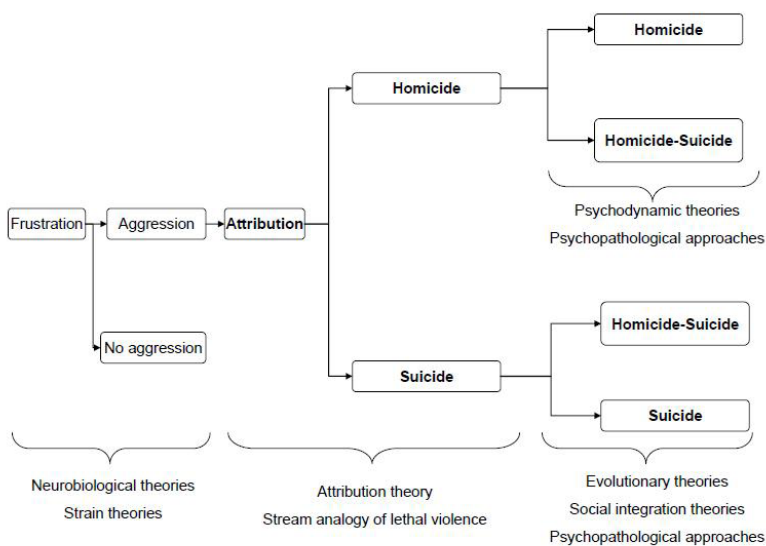 Homicide
Homicide
Homicide-Suicide
Psychodynamic theories
Psychopathological approaches
Frustration
Aggression
Attribution
No aggression
Homicide-Suicide
Suicide
Suicide
Neurobiological theories
Strain theories
Attribution theory
Stream analogy of lethal violence
Evolutionary theories
Social integration theories
Psychopathological approaches